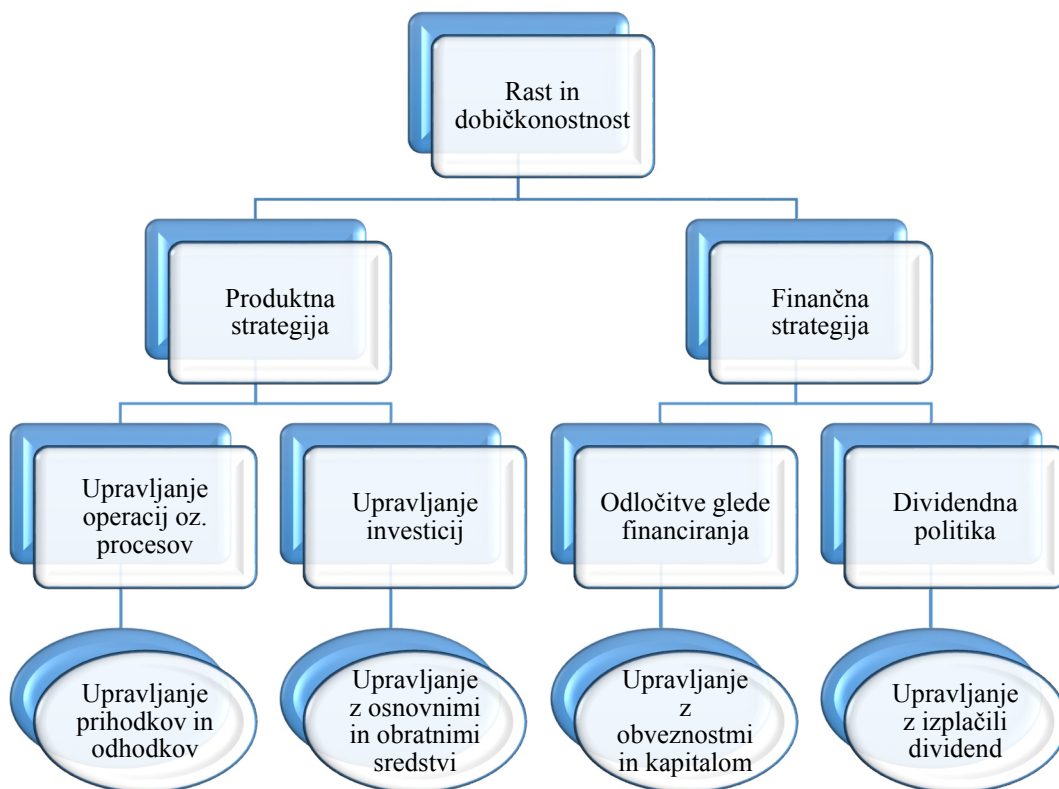 Rast in
dobičkonostnost
Produktna
strategija
Finančna
strategija
Upravljanje
operacij oz.
procesov
Upravljanje
investicij
Odločitve glede
financiranja
Dividendna
politika
Upravljanje
prihodkov in
odhodkov
Upravljanje
z osnovnimi
in obratnimi
sredstvi
Upravljanje
z
obveznostmi
in kapitalom
Upravljanje
z izplačili
dividend